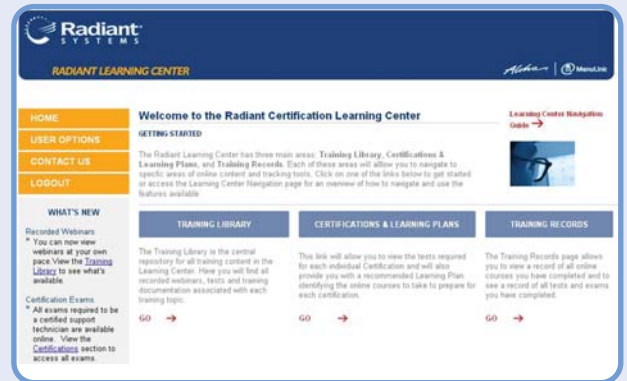 Radiant
SYSTEMS
RADIANT LEARNING CENTER
Aloha
MenuLink
HOME
USER OPTIONS
CONTACT US
LOGOUT
WHAT'S NEW
Recorded Webinars
* You can now view
webinars at your own
pace. View the Training
Library to see what's
available.
Certification Exams
* All exams required to be
a certified support
technician are available
online. View the
Certifications section to
access all exams.
Welcome to the Radiant Certification Learning Center
GETTING STARTED
The Radiant Learning Center has three main areas: Training Library, Certifications &
Learning Plans, and Training Records. Each of these areas will allow you to navigate to
specific areas of online content and tracking tools. Click on one of the links below to get started
or access the Learning Center Navigation page for an overview of how to navigate and use the
features available.
Learning Center Navigation
Guide →
TRAINING LIBRARY
The Training Library is the central
repository for all training content in the
Learning Center. Here you will find all
recorded webinars, tests and training
documentation associated with each
training topic.
GO →
CERTIFICATIONS & LEARNING PLANS
This link will allow you to view the tests required
for each individual Certification and will also
provide you with a recommended Learning Plan
identifying the online courses to take to prepare for
each certification.
GO →
TRAINING RECORDS
The Training Records page allows
you to view a record of all online
courses you have completed and to
see a record of all tests and exams
you have completed.
GO →